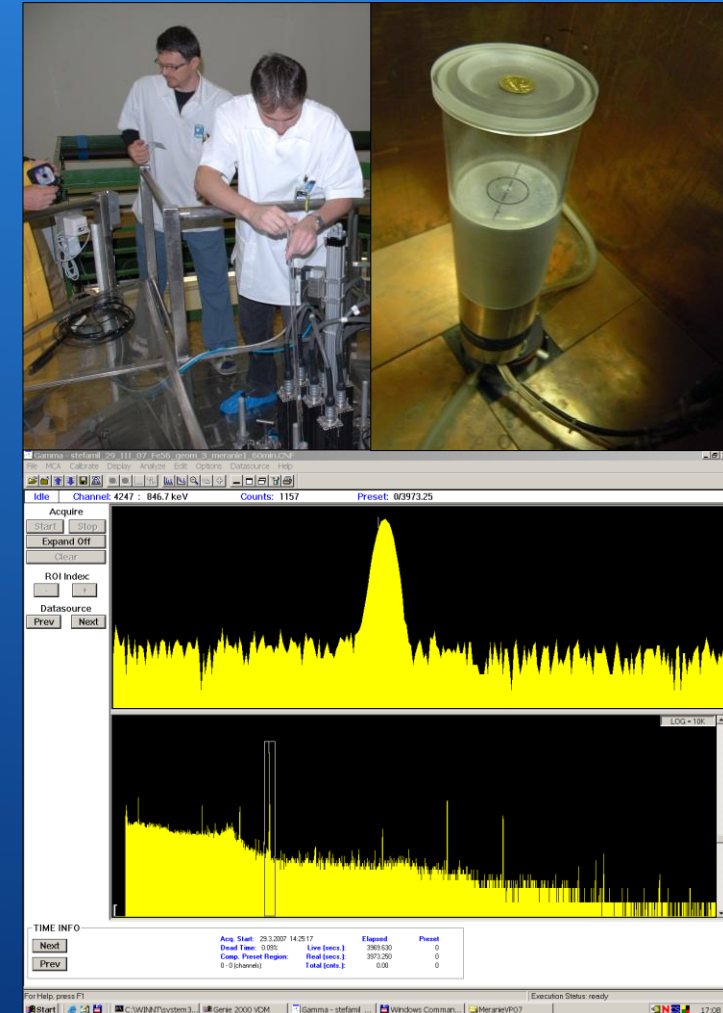 Gamma - stefamil_29_III_07_Fe56_geom_3_meranie1_60min.CNF
File MCA Calibrate Display Analyze Edit Options Datasource Help
Idle Channel: 4247 : 846.7 keV Counts: 1157 Preset: 0/3973.25
Acquire
Start Stop
Expand Off
Clear
ROI Index:
- +
Datasource
Prev Next
LOG = 10K
TIME INFO
Next
Prev
Acq. Start: 29.3.2007 14:25:17 Elapsed Preset
Dead Time: 0.09% Live (secs.): 3969.630 0
Comp. Preset Region: Real (secs.): 3973.250 0
0 - 0 (channels) Total (cnts.): 0.00 0
For Help, press F1 Execution Status: ready
Start C:\WINNT\system3... Genie 2000 VDM Gamma - stefamil ... Windows Comman... MeranieVP07 17:08